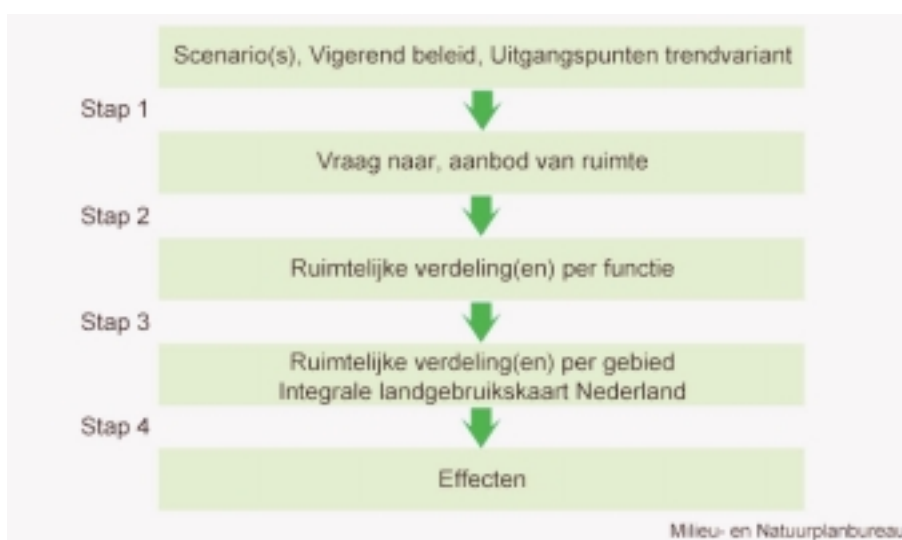 Scenario(s), Vigerend beleid, Uitgangspunten trendvariant
Stap 1
Vraag naar, aanbod van ruimte
Stap 2
Ruimtelijke verdeling(en) per functie
Stap 3
Ruimtelijke verdeling(en) per gebied
Integrale landgebruikskaart Nederland
Stap 4
Effecten
Milieu- en Natuurplanbureau